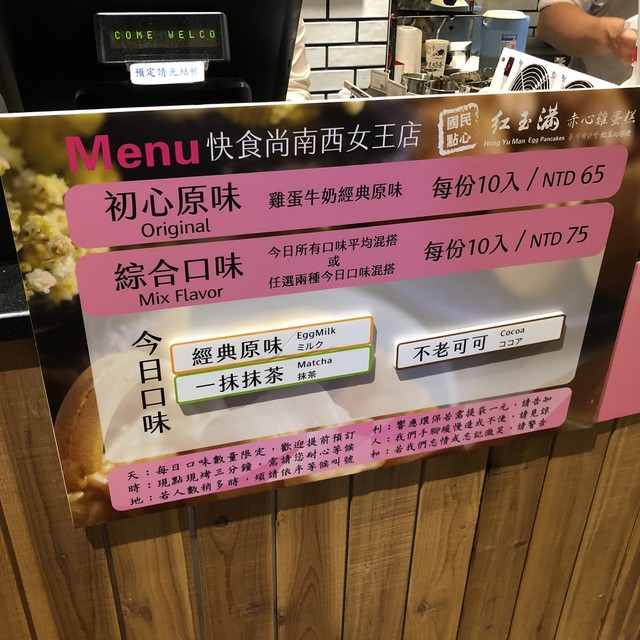 COME WELCO
預定請先結帳
Menu 快食尚南西女王店
國民點心
紅玉滿 赤心雞蛋糕
Hong Yu Man Egg Pancakes
初心原味 雞蛋牛奶經典原味 每份10入 / NTD 65
Original
綜合口味 今日所有口味平均混搭 每份10入 / NTD 75
Mix Flavor 或
任選兩種今日口味混搭
今日口味
經典原味 EggMilk ミルク
一抹抹茶 Matcha 抹茶
不老可可 Cocoa ココア
天：每日口味數量限定，歡迎提前預訂
時：現點現烤三分鐘，需請您耐心等候
地：若人數稍多時，煩請依序等候叫號
利：響應環保若需提袋一元，請告知
人：我們手腳緩慢造成不便，請見諒
和：若我們忘情或忘記微笑，請警告